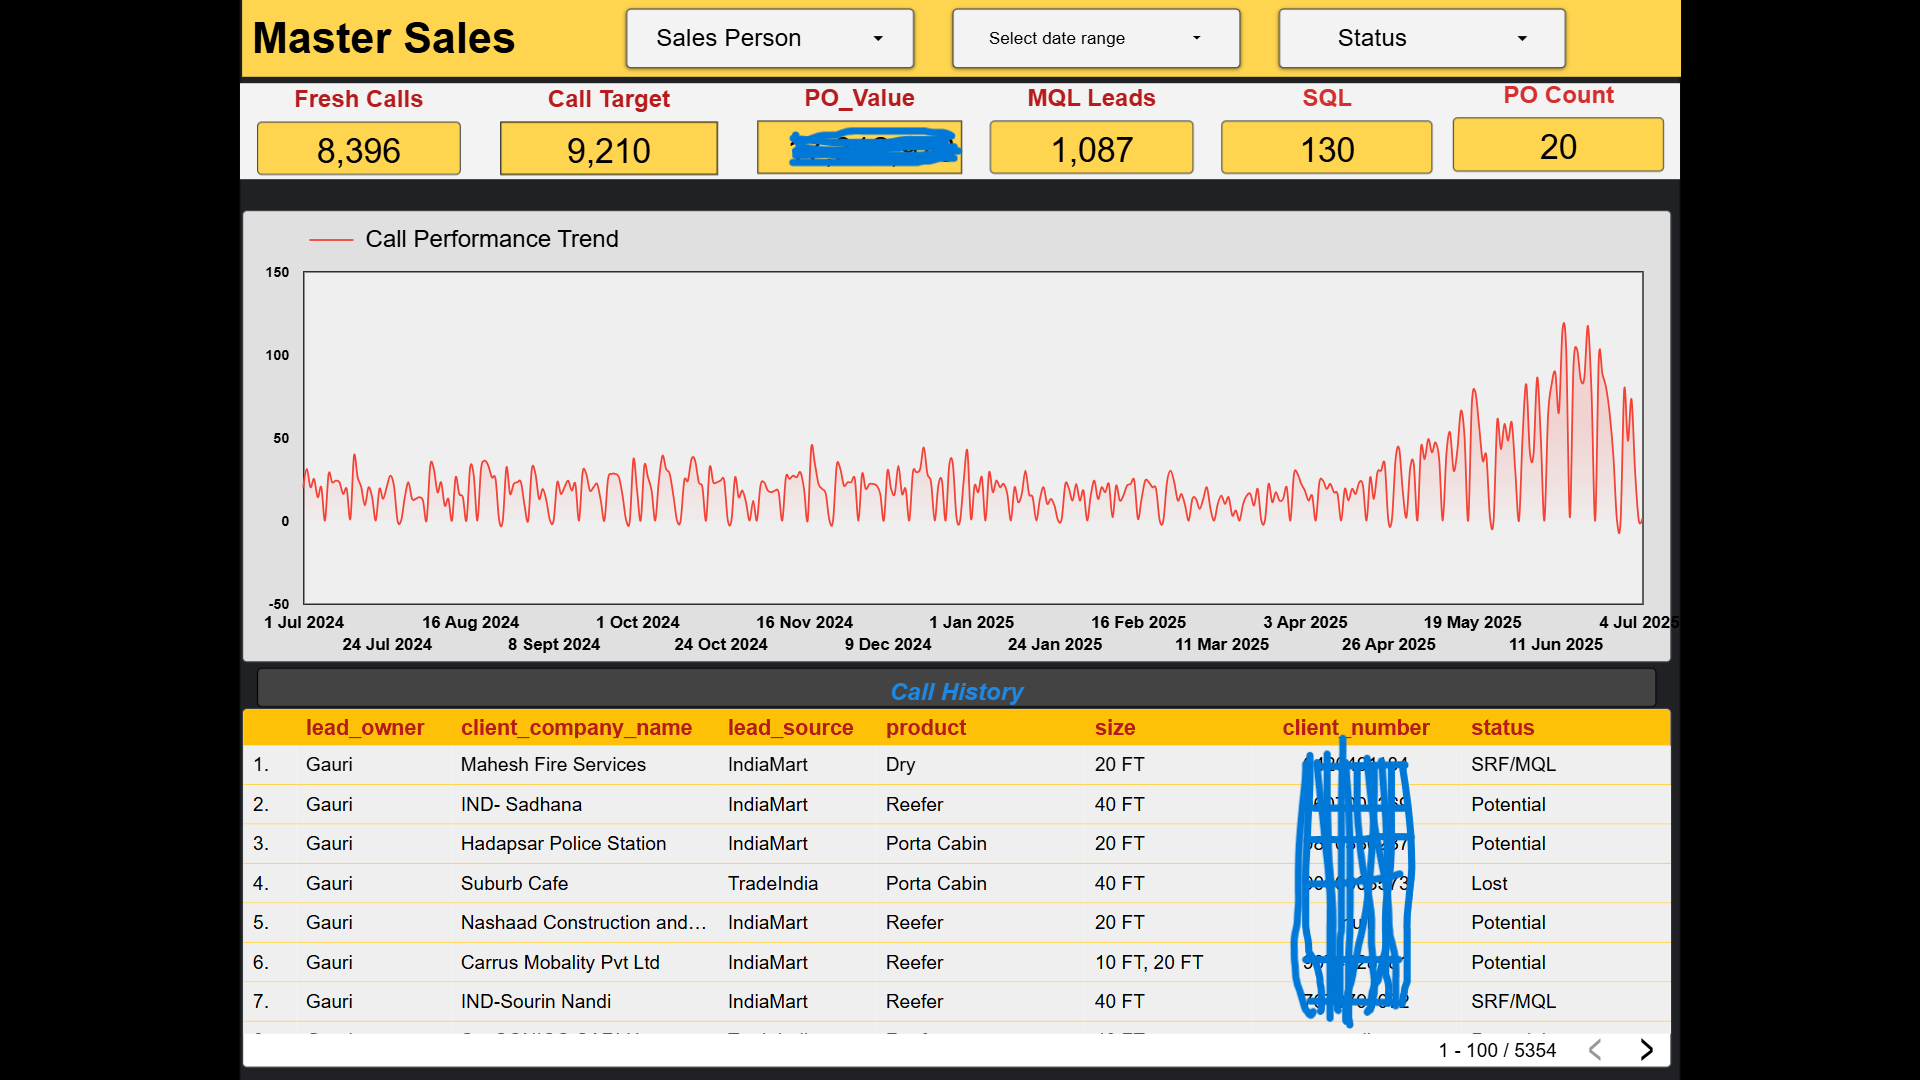 Master Sales
Sales Person
Select date range
Status
Fresh Calls
Call Target
PO_Value
MQL Leads
SQL
PO Count
8,396
9,210
1,087
130
20
Call Performance Trend
150
100
50
0
-50
1 Jul 2024
16 Aug 2024
1 Oct 2024
16 Nov 2024
1 Jan 2025
16 Feb 2025
3 Apr 2025
19 May 2025
4 Jul 2025
24 Jul 2024
8 Sept 2024
24 Oct 2024
9 Dec 2024
24 Jan 2025
11 Mar 2025
26 Apr 2025
11 Jun 2025
Call History
lead_owner client_company_name lead_source product size client_number status
1. Gauri Mahesh Fire Services IndiaMart Dry 20 FT SRF/MQL
2. Gauri IND- Sadhana IndiaMart Reefer 40 FT Potential
3. Gauri Hadapsar Police Station IndiaMart Porta Cabin 20 FT Potential
4. Gauri Suburb Cafe TradeIndia Porta Cabin 40 FT Lost
5. Gauri Nashaad Construction and… IndiaMart Reefer 20 FT Potential
6. Gauri Carrus Mobality Pvt Ltd IndiaMart Reefer 10 FT, 20 FT Potential
7. Gauri IND-Sourin Nandi IndiaMart Reefer 40 FT SRF/MQL
1 - 100 / 5354